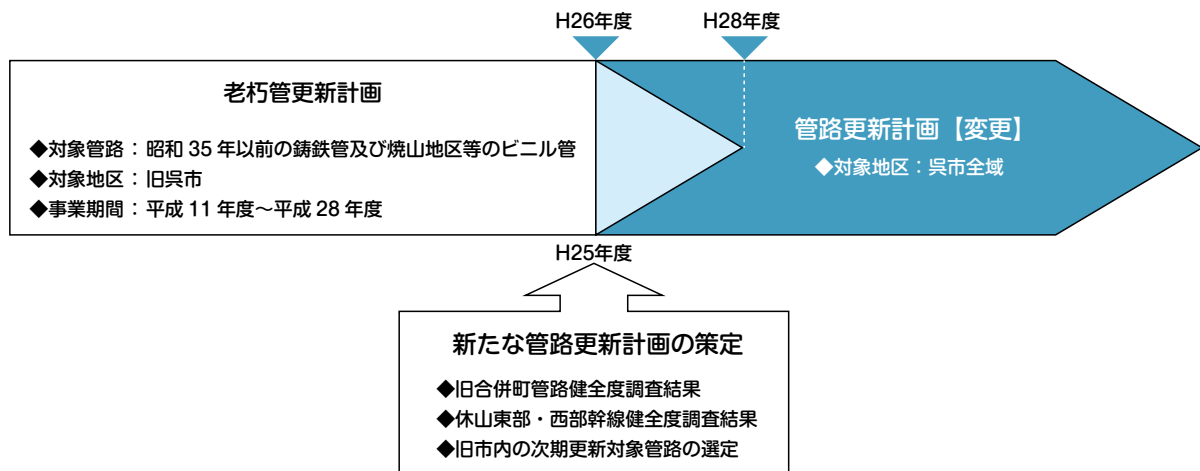 H26年度
H28年度
老朽管更新計画
◆対象管路：昭和 35 年以前の鋳鉄管及び焼山地区等のビニル管
◆対象地区：旧呉市
◆事業期間：平成 11 年度～平成 28 年度
管路更新計画【変更】
◆対象地区：呉市全域
H25年度
新たな管路更新計画の策定
◆旧合併町管路健全度調査結果
◆休山東部・西部幹線健全度調査結果
◆旧市内の次期更新対象管路の選定